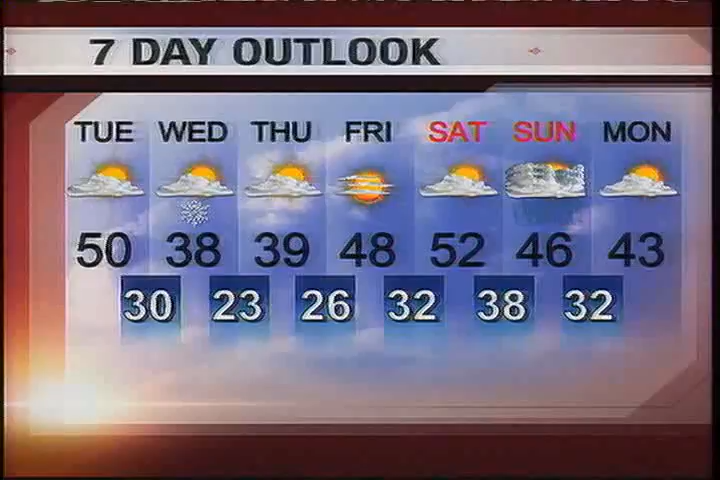 7 DAY OUTLOOK
TUE WED THU FRI SAT SUN MON
50 38 39 48 52 46 43
30 23 26 32 38 32